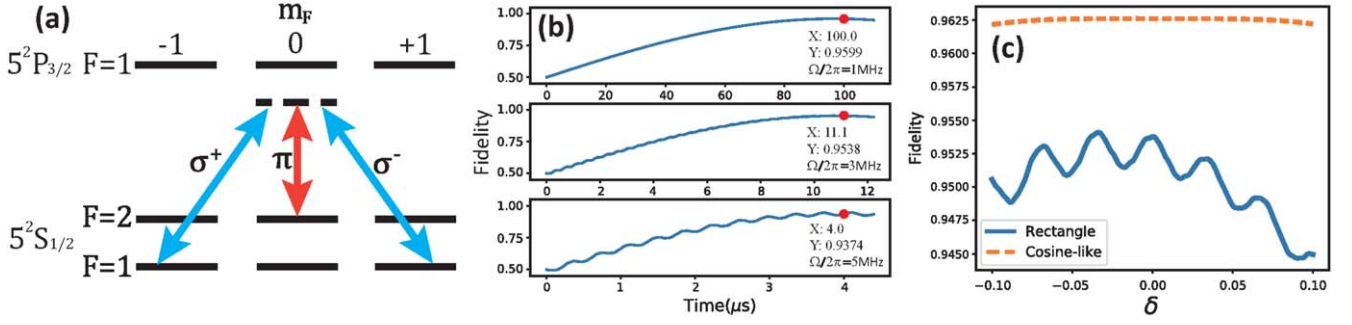 (a)
m_F
-1 0 +1
5²P₃/₂ F=1
σ⁺ π σ⁻
F=2
5²S₁/₂
F=1
(b)
Fidelity
1.00
0.75
0.50
X: 100.0
Y: 0.9599
Ω/2π=1MHz
0 20 40 60 80 100
1.00
0.75
0.50
X: 11.1
Y: 0.9538
Ω/2π=3MHz
0 2 4 6 8 10 12
1.00
0.75
0.50
X: 4.0
Y: 0.9374
Ω/2π=5MHz
0 1 2 3 4
Time(μs)
(c)
Fidelity
0.9625
0.9600
0.9575
0.9550
0.9525
0.9500
0.9475
0.9450
Rectangle
Cosine-like
−0.10 −0.05 0.00 0.05 0.10
δ